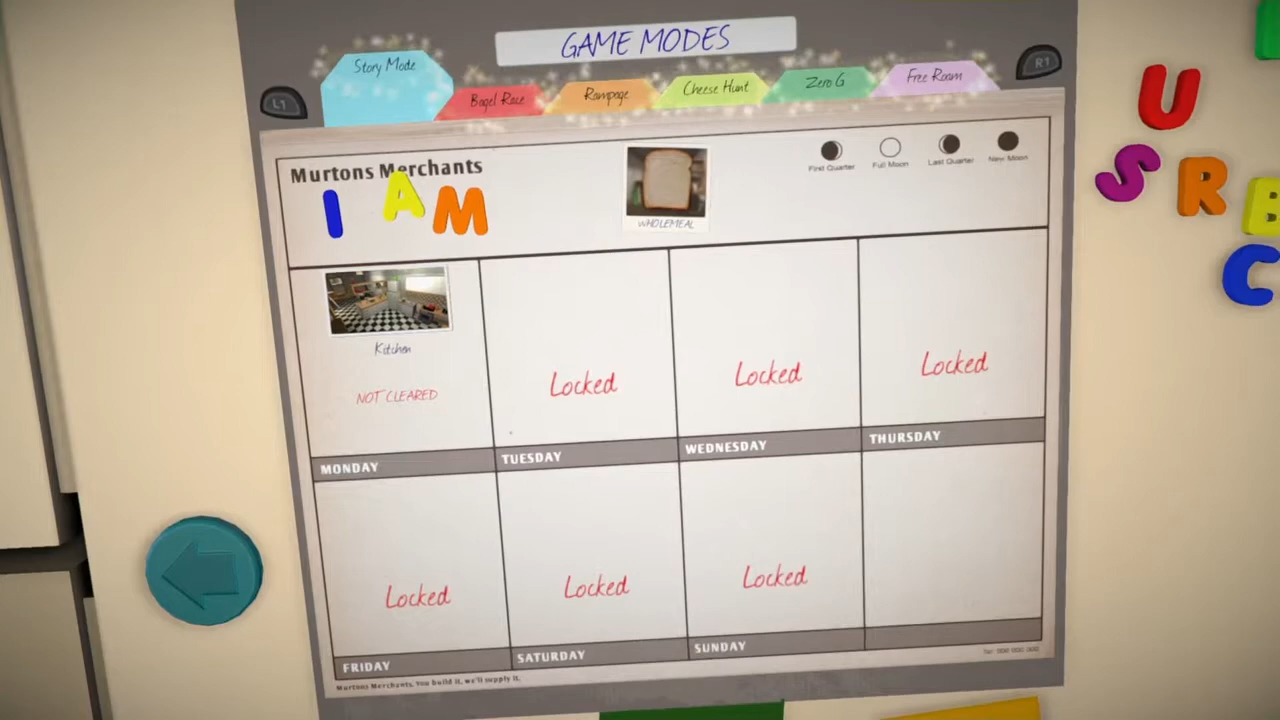 GAME MODES
Story Mode
Bagel Race
Rampage
Cheese Hunt
Zero G
Free Roam
L1
R1
Murtons Merchants
I AM
WHOLEMEAL
First Quarter
Full Moon
Last Quarter
New Moon
Kitchen
NOT CLEARED
Locked
Locked
Locked
MONDAY
TUESDAY
WEDNESDAY
THURSDAY
Locked
Locked
Locked
FRIDAY
SATURDAY
SUNDAY
Murtons Merchants. You build it, we'll supply it.
U
S R B
C